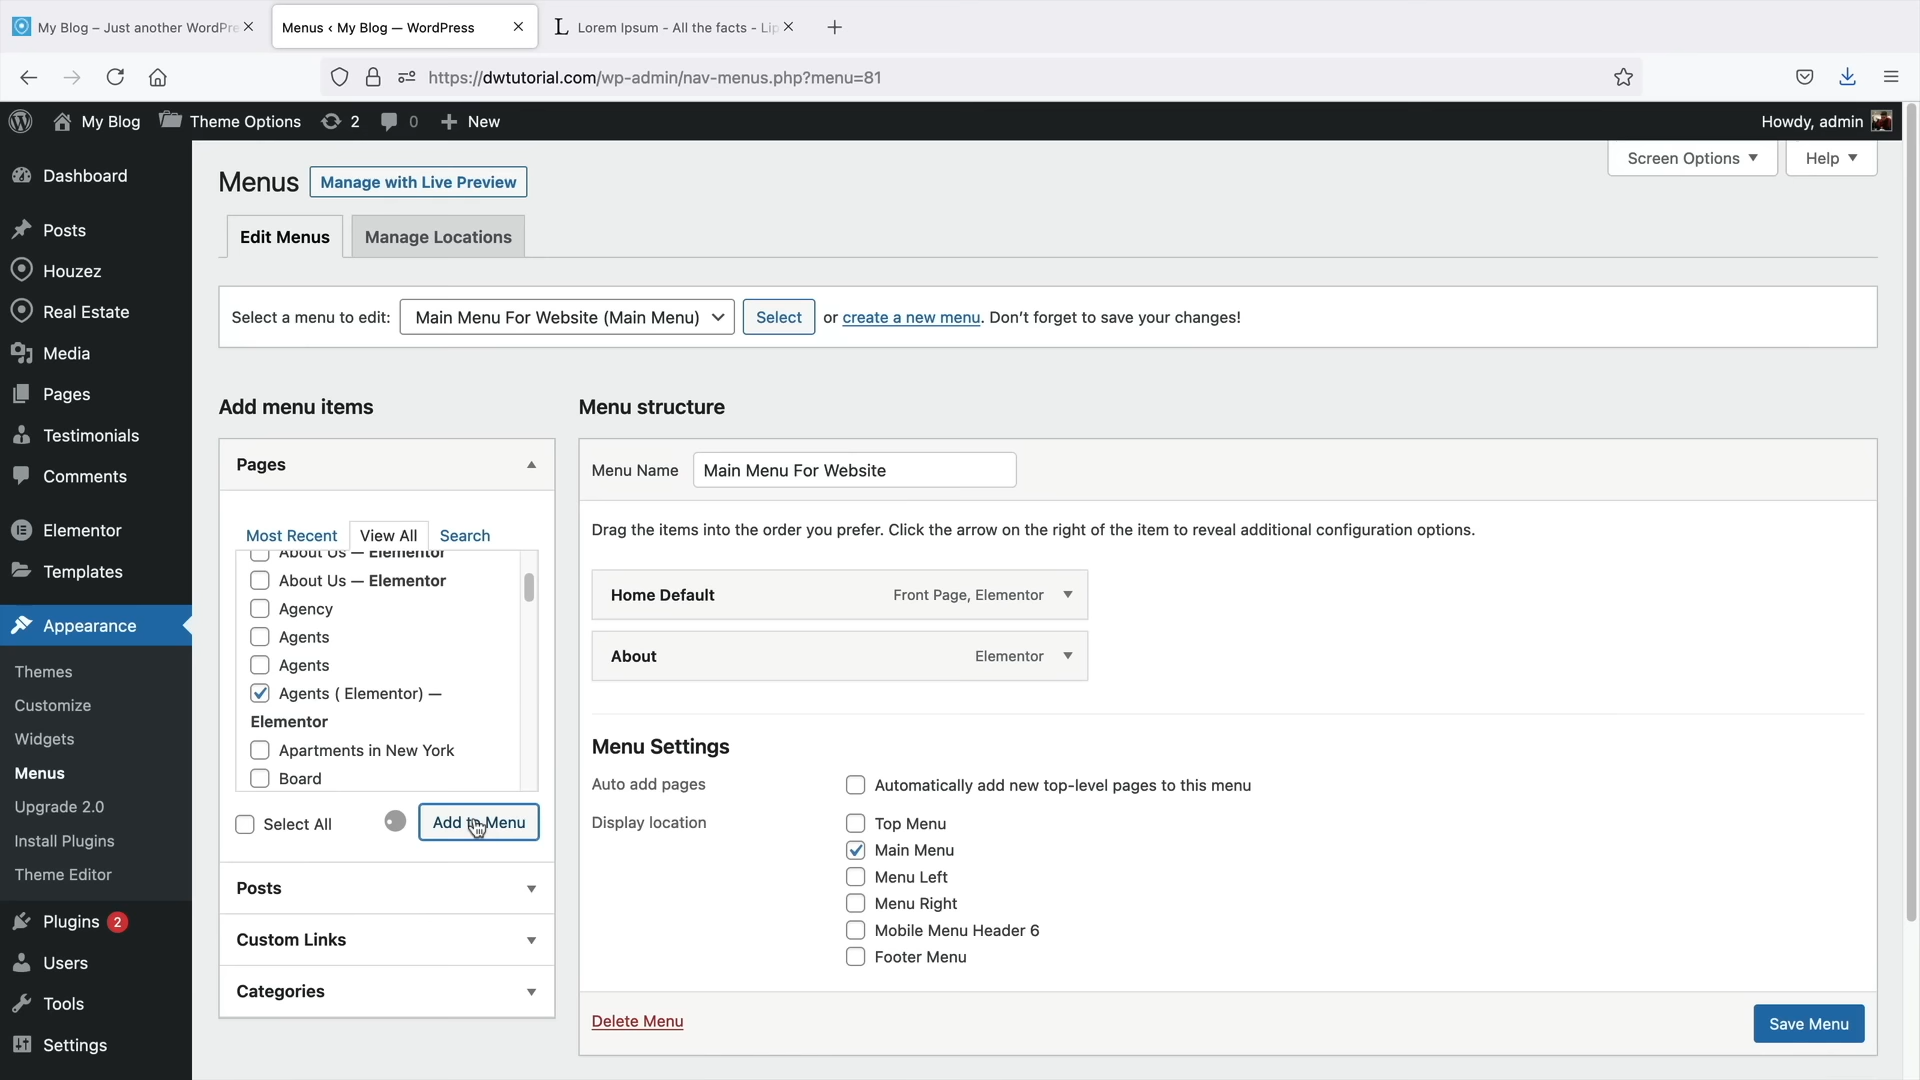 My Blog – Just another WordPre
Menus ‹ My Blog — WordPress
Lorem Ipsum - All the facts - Lip
https://dwtutorial.com/wp-admin/nav-menus.php?menu=81
My Blog
Theme Options
2
0
New
Howdy, admin
Dashboard
Posts
Houzez
Real Estate
Media
Pages
Testimonials
Comments
Elementor
Templates
Appearance
Themes
Customize
Widgets
Menus
Upgrade 2.0
Install Plugins
Theme Editor
Plugins 2
Users
Tools
Settings
Screen Options
Help
Menus
Manage with Live Preview
Edit Menus
Manage Locations
Select a menu to edit: Main Menu For Website (Main Menu) Select or create a new menu. Don't forget to save your changes!
Add menu items
Pages
Most Recent
View All
Search
About Us — Elementor
About Us — Elementor
Agency
Agents
Agents
Agents ( Elementor) —
Elementor
Apartments in New York
Board
Select All
Add to Menu
Posts
Custom Links
Categories
Menu structure
Menu Name Main Menu For Website
Drag the items into the order you prefer. Click the arrow on the right of the item to reveal additional configuration options.
Home Default Front Page, Elementor
About Elementor
Menu Settings
Auto add pages
Automatically add new top-level pages to this menu
Display location
Top Menu
Main Menu
Menu Left
Menu Right
Mobile Menu Header 6
Footer Menu
Delete Menu
Save Menu